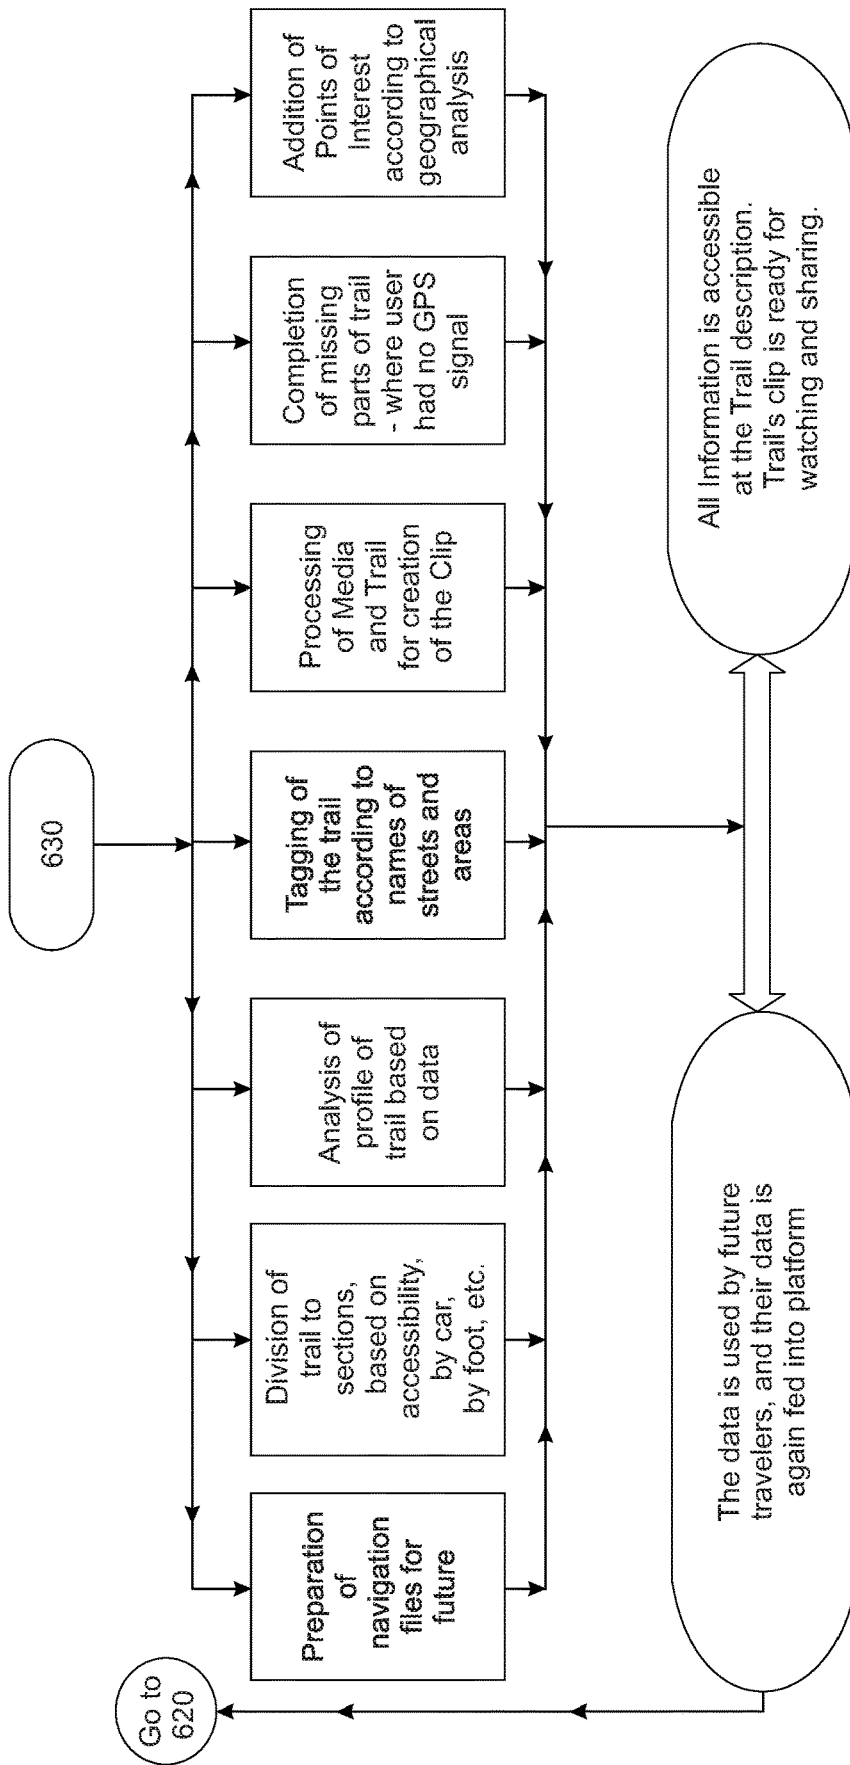 630
Go to
620
Preparation
of
navigation
files for
future
Division of
trail to
sections,
based on
accessibility,
by car,
by foot, etc.
Analysis of
profile of
trail based
on data
Tagging of
the trail
according to
names of
streets and
areas
Processing
of Media
and Trail
for creation
of the Clip
Completion
of missing
parts of trail
- where user
had no GPS
signal
Addition of
Points of
Interest
according to
geographical
analysis
The data is used by future
travelers, and their data is
again fed into platform
All Information is accessible
at the Trail description.
Trail's clip is ready for
watching and sharing.